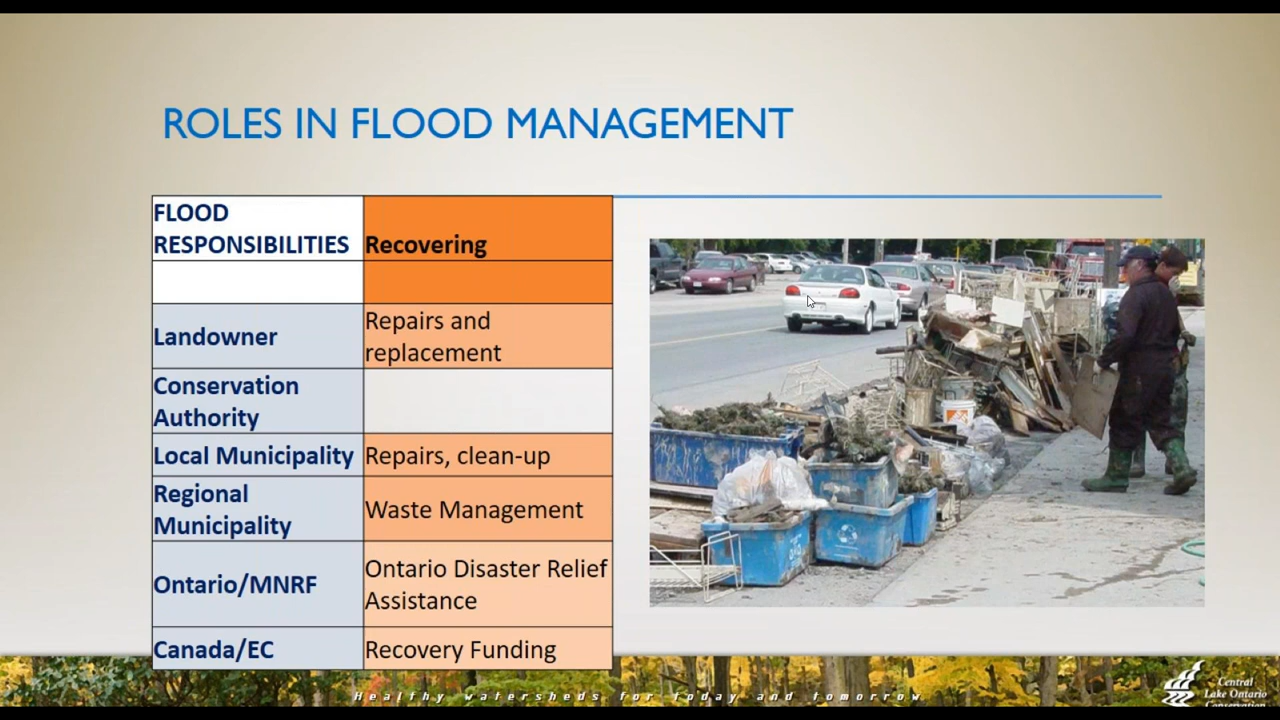 ROLES IN FLOOD MANAGEMENT
FLOOD
RESPONSIBILITIES
Recovering
Landowner
Repairs and
replacement
Conservation
Authority
Local Municipality
Repairs, clean-up
Regional
Municipality
Waste Management
Ontario/MNRF
Ontario Disaster Relief
Assistance
Canada/EC
Recovery Funding
Healthy watersheds for today and tomorrow
Central
Lake Ontario
Conservation